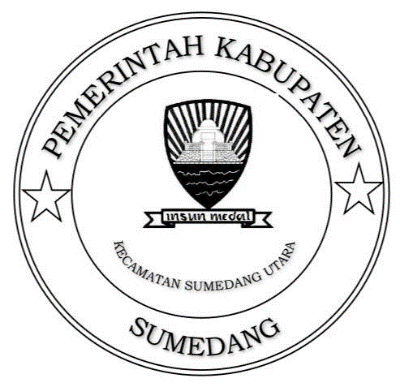 PEMERINTAH KABUPATEN
insun medal
KECAMATAN SUMEDANG UTARA
SUMEDANG